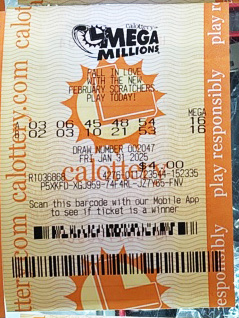 calottery
MEGA
MILLIONS
FALL IN LOVE
WITH THE NEW
FEBRUARY SCRATCHERS
PLAY TODAY!
MEGA
03 06 45 48 54 16
02 03 10 21 53 16
DRAW NUMBER 002047
FRI JAN 31 2025
$4.00
Scan this barcode with our Mobile App
to see if ticket is a winner
calottery.com
play responsibly